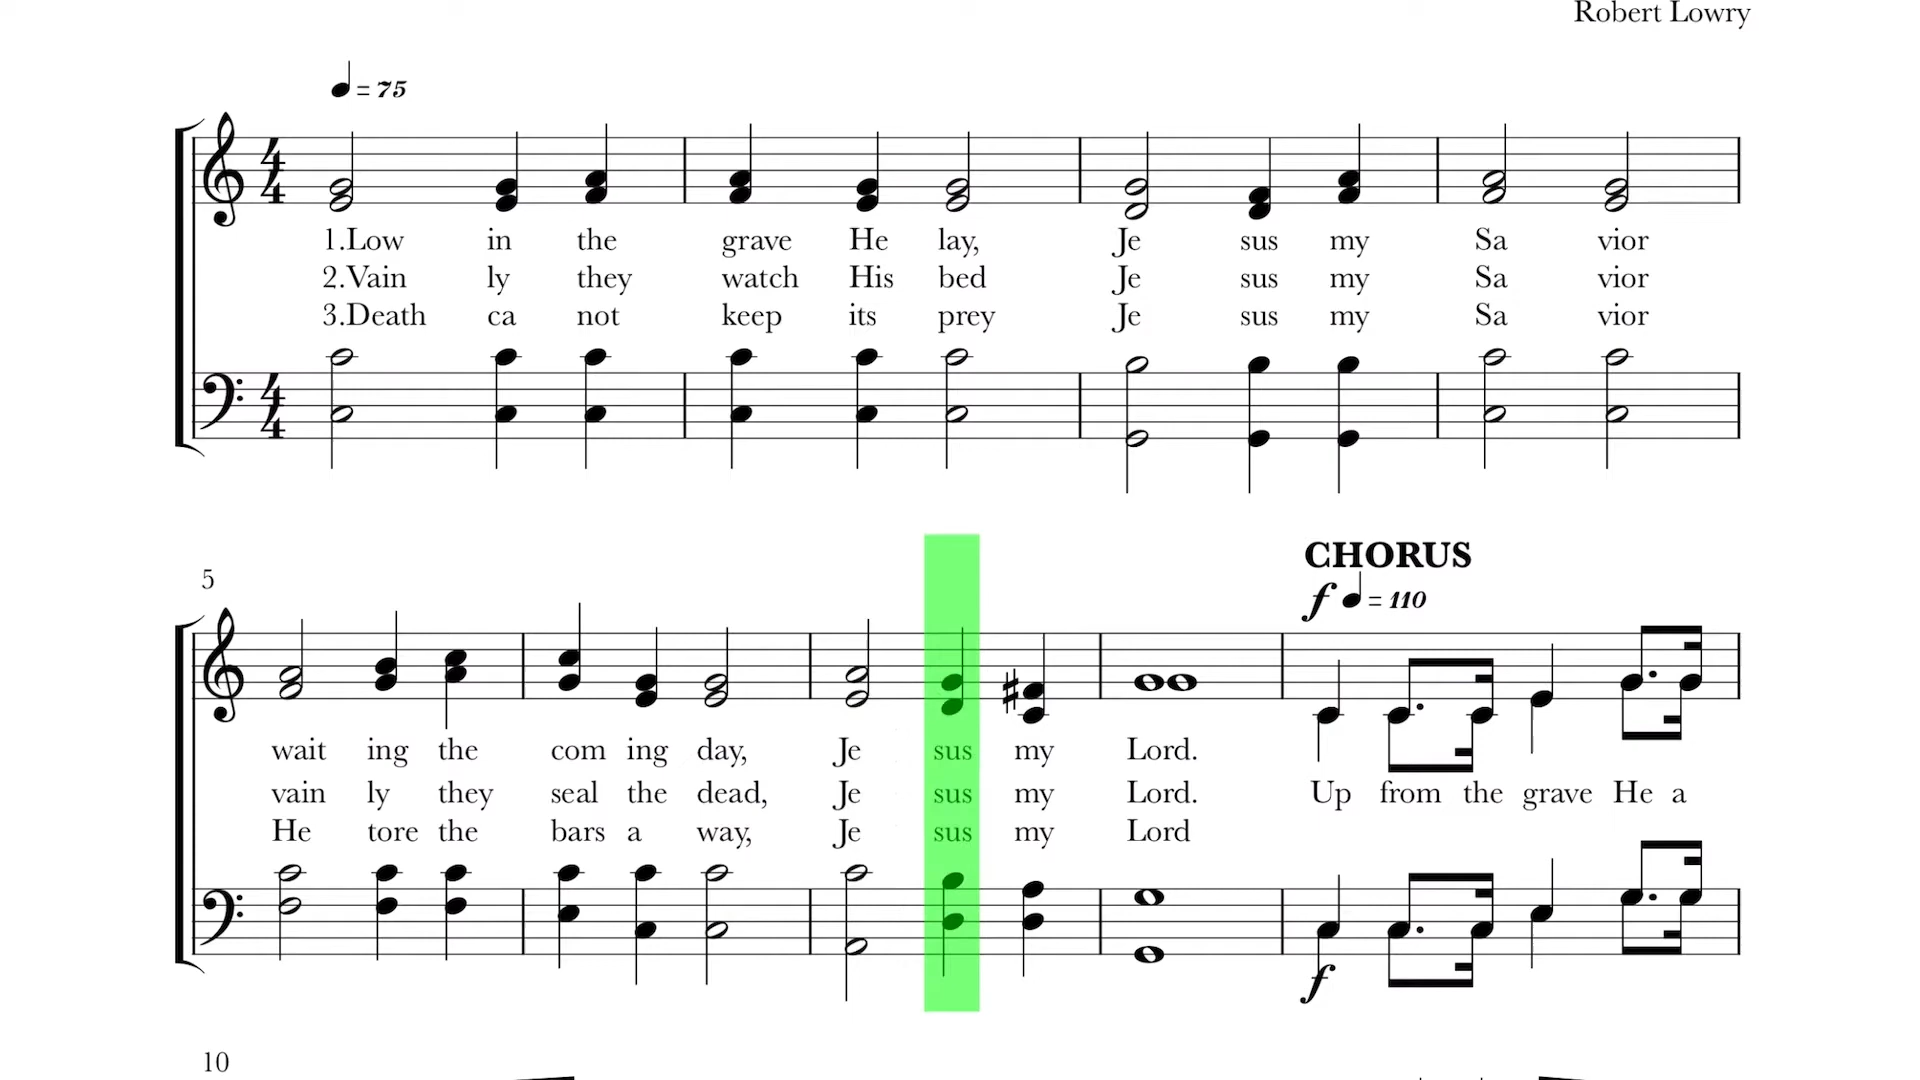 Robert Lowry
= 75
4 4
1.Low in the grave He lay, Je sus my Sa vior
2.Vain ly they watch His bed Je sus my Sa vior
3.Death ca not keep its prey Je sus my Sa vior
4 4
CHORUS
5
f = 110
wait ing the com ing day, Je sus my Lord.
vain ly they seal the dead, Je sus my Lord. Up from the grave He a
He tore the bars a way, Je sus my Lord
f
10